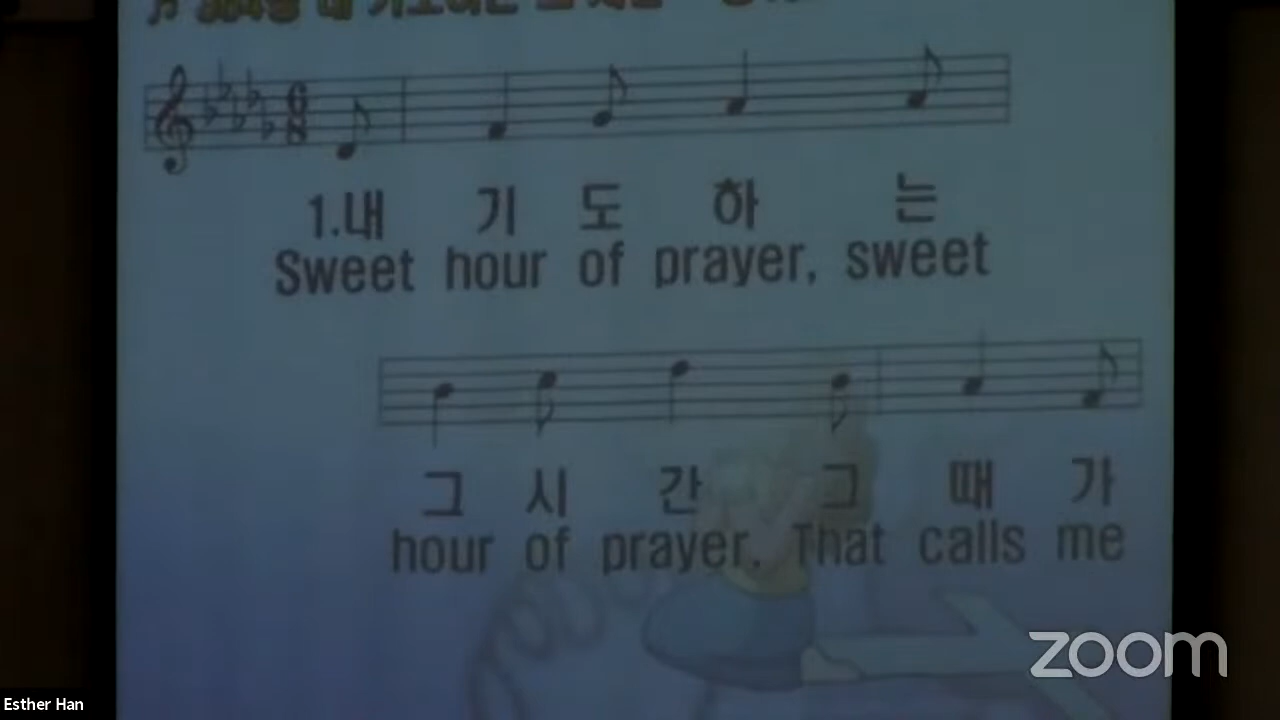 1.내 기 도 하 는
Sweet hour of prayer, sweet
그 시 간 그 때 가
hour of prayer, That calls me
zoom
Esther Han